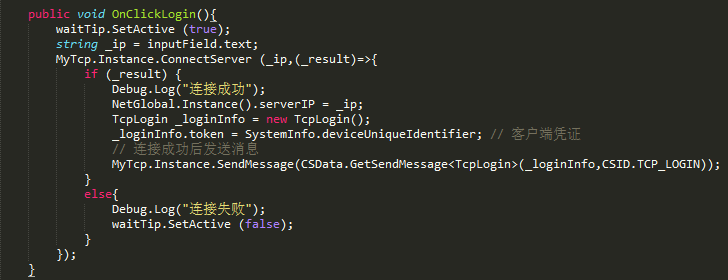 public void OnClickLogin(){
waitTip.SetActive (true);
string _ip = inputField.text;
MyTcp.Instance.ConnectServer (_ip,(_result)=>{
if (_result) {
Debug.Log("连接成功");
NetGlobal.Instance().serverIP = _ip;
TcpLogin _loginInfo = new TcpLogin();
_loginInfo.token = SystemInfo.deviceUniqueIdentifier; // 客户端凭证
// 连接成功后发送消息
MyTcp.Instance.SendMessage(CSData.GetSendMessage<TcpLogin>(_loginInfo,CSID.TCP_LOGIN));
}
else{
Debug.Log("连接失败");
waitTip.SetActive (false);
}
});
}